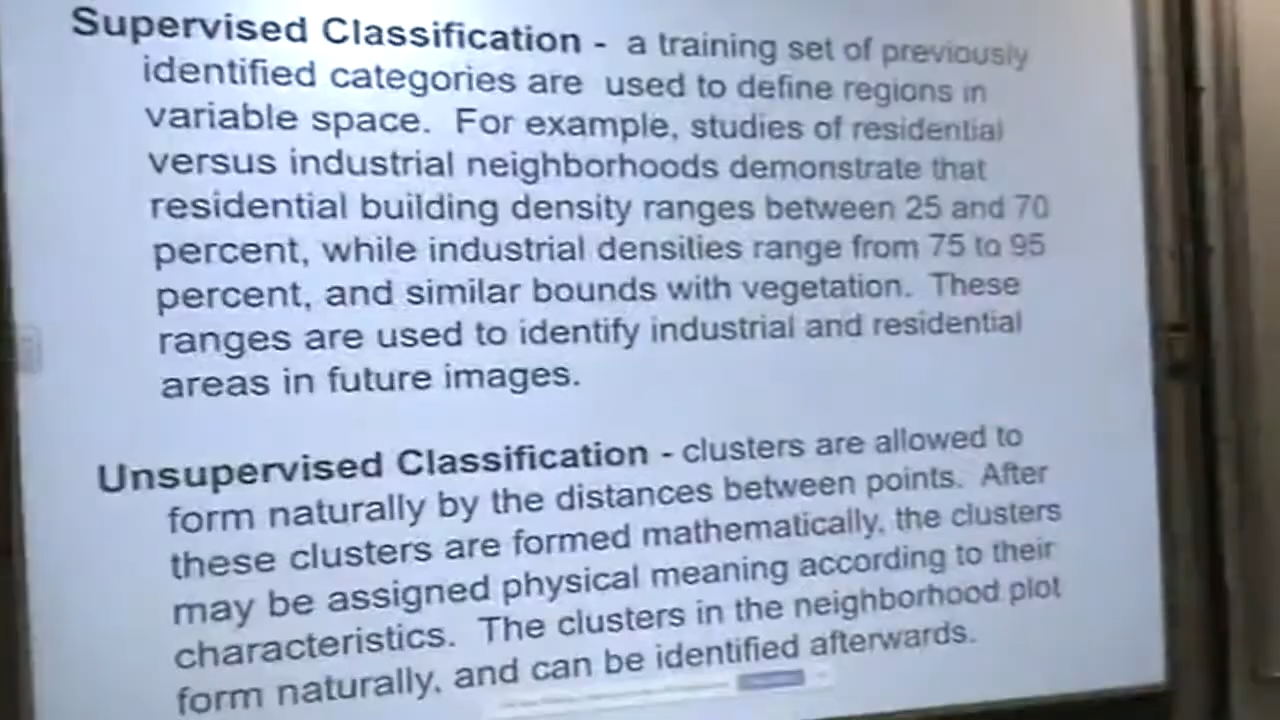 Supervised Classification - a training set of previously
identified categories are used to define regions in
variable space. For example, studies of residential
versus industrial neighborhoods demonstrate that
residential building density ranges between 25 and 70
percent, while industrial densities range from 75 to 95
percent, and similar bounds with vegetation. These
ranges are used to identify industrial and residential
areas in future images.
Unsupervised Classification - clusters are allowed to
form naturally by the distances between points. After
these clusters are formed mathematically, the clusters
may be assigned physical meaning according to their
characteristics. The clusters in the neighborhood plot
form naturally, and can be identified afterwards.